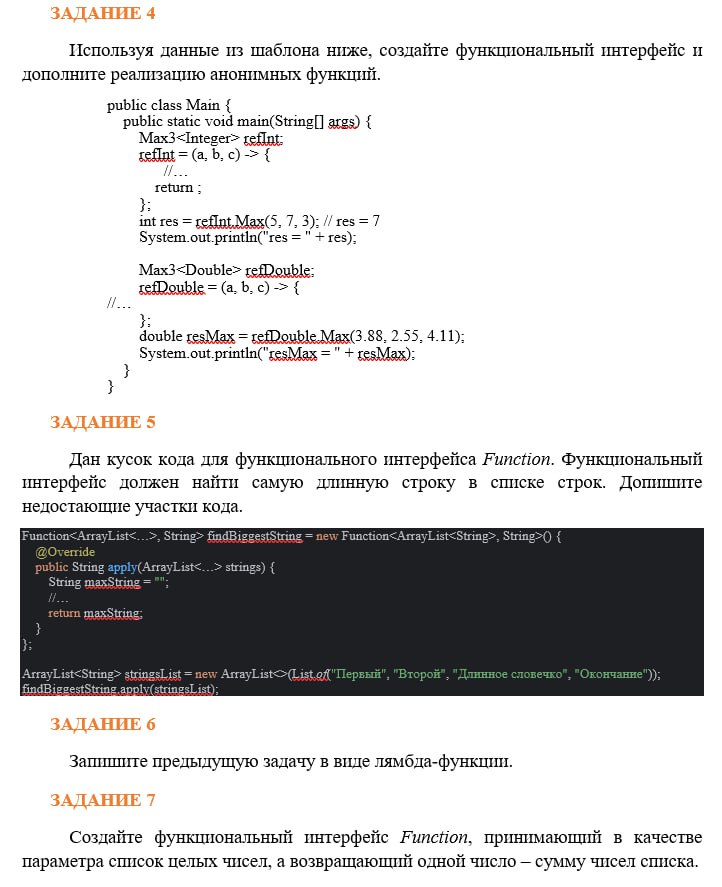 ЗАДАНИЕ 4
Используя данные из шаблона ниже, создайте функциональный интерфейс и
дополните реализацию анонимных функций.
public class Main {
public static void main(String[] args) {
Max3<Integer> refInt;
refInt = (a, b, c) -> {
//…
return ;
};
int res = refInt.Max(5, 7, 3); // res = 7
System.out.println("res = " + res);
Max3<Double> refDouble;
refDouble = (a, b, c) -> {
//…
};
double resMax = refDouble.Max(3.88, 2.55, 4.11);
System.out.println("resMax = " + resMax);
}
}
ЗАДАНИЕ 5
Дан кусок кода для функционального интерфейса Function. Функциональный
интерфейс должен найти самую длинную строку в списке строк. Допишите
недостающие участки кода.
Function<ArrayList<…>, String> findBiggestString = new Function<ArrayList<String>, String>() {
@Override
public String apply(ArrayList<…> strings) {
String maxString = "";
//…
return maxString;
}
};
ArrayList<String> stringsList = new ArrayList<>(List.of("Первый", "Второй", "Длинное словечко", "Окончание"));
findBiggestString.apply(stringsList);
ЗАДАНИЕ 6
Запишите предыдущую задачу в виде лямбда-функции.
ЗАДАНИЕ 7
Создайте функциональный интерфейс Function, принимающий в качестве
параметра список целых чисел, а возвращающий одной число – сумму чисел списка.